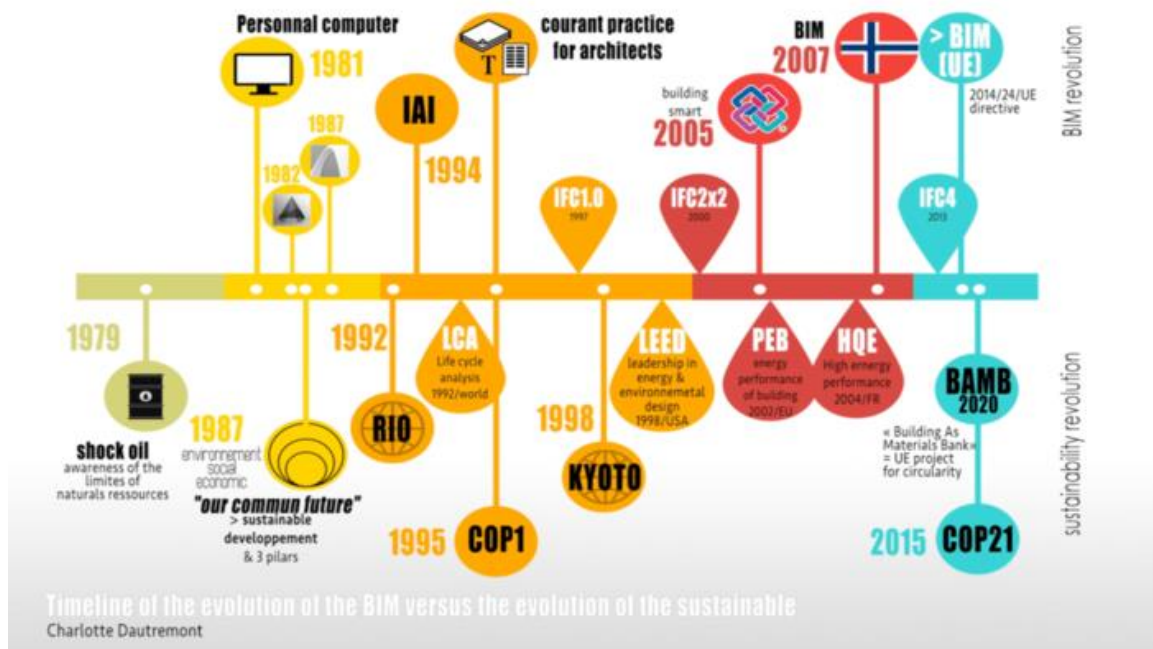 Personnal computer
1981
1982
1987
IAI
1994
T
courant practice
for architects
IFC1.0
1997
IFC2x2
2000
building
smart
2005
BIM
2007
> BIM
(UE)
2014/24/UE
directive
IFC4
2013
BIM revolution
1979
shock oil
awareness of the
limites of
naturals ressources
1987
environnement
social
economic
"our commun future"
> sustainable
developpement
& 3 pilars
1992
RIO
LCA
Life cycle
analysis
1992/world
1995
COP1
1998
KYOTO
LEED
leadership in
energy &
environnemetal
design
1998/USA
PEB
energy
performance
of building
2002/EU
HQE
High enrergy
performance
2004/FR
BAMB
2020
« Building As
Materials Bank»
= UE project
for circularity
2015
COP21
sustainability revolution
Timeline of the evolution of the BIM versus the evolution of the sustainable
Charlotte Dautremont